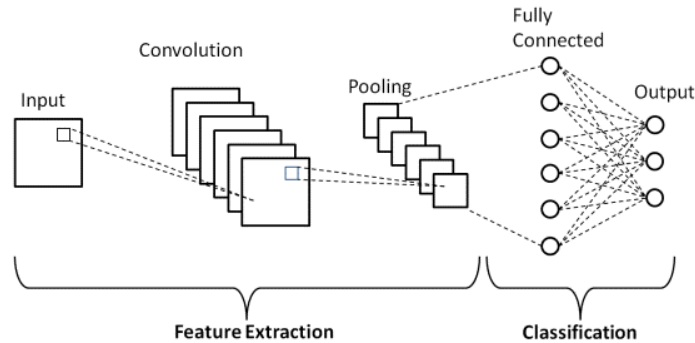 Input
Convolution
Pooling
Fully
Connected
Output
Feature Extraction
Classification